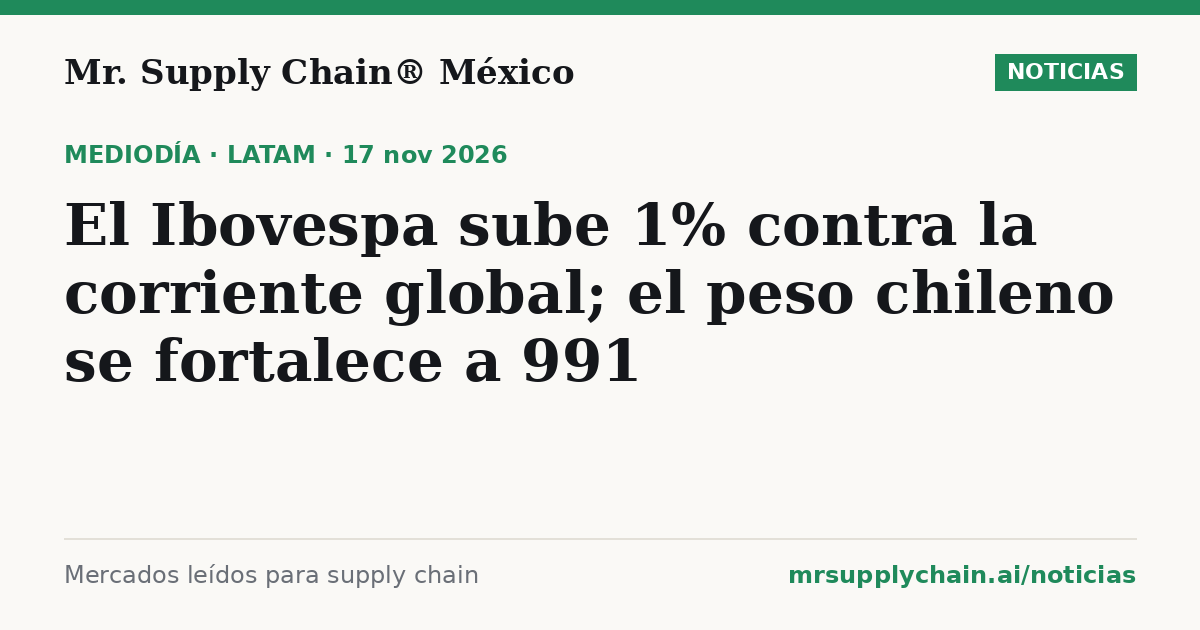 Mr. Supply Chain® México
NOTICIAS
MEDIODÍA · LATAM · 17 nov 2026
El Ibovespa sube 1% contra la
corriente global; el peso chileno
se fortalece a 991
Mercados leídos para supply chain
mrsupplychain.ai/noticias